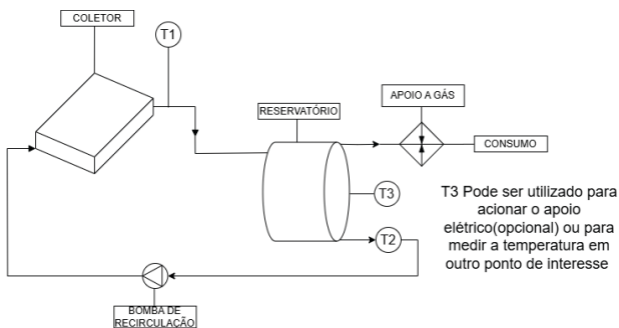 COLETOR
T1
APOIO A GÁS
RESERVATÓRIO
CONSUMO
T3
T2
T3 Pode ser utilizado para
acionar o apoio
elétrico(opcional) ou para
medir a temperatura em
outro ponto de interesse
BOMBA DE
RECIRCULAÇÃO